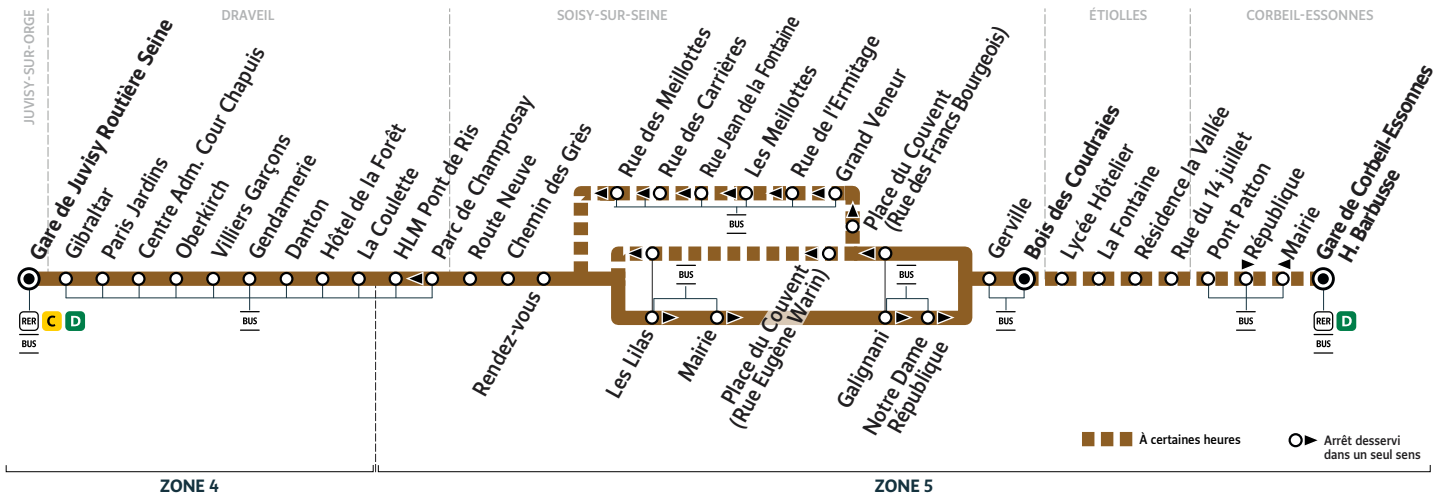 JUVISY-SUR-ORGE
DRAVEIL
SOISY-SUR-SEINE
ÉTIOLLES
CORBEIL-ESSONNES
Gare de Juvisy Routière Seine
Gibraltar
Paris Jardins
Centre Adm. Cour Chapuis
Oberkirch
Villiers Garçons
Gendarmerie
Danton
Hôtel de la Forêt
La Coulette
HLM Pont de Ris
Parc de Champrosay
Route Neuve
Chemin des Grès
Rendez-vous
Rue des Meillottes
Rue des Carrières
Rue Jean de la Fontaine
Les Meillottes
Rue de l'Ermitage
Grand Veneur
Place du Couvent
(Rue des Francs Bourgeois)
BUS
Les Lilas
Mairie
BUS
Place du Couvent
(Rue Eugène Warin)
Galignani
Notre Dame
République
BUS
Gerville
Bois des Coudraies
Lycée Hôtelier
La Fontaine
Résidence la Vallée
Rue du 14 juillet
Pont Patton
République
Mairie
Gare de Corbeil-Essonnes
H. Barbusse
RER C D
BUS
BUS
BUS
BUS
RER D
BUS
À certaines heures
Arrêt desservi
dans un seul sens
ZONE 4
ZONE 5